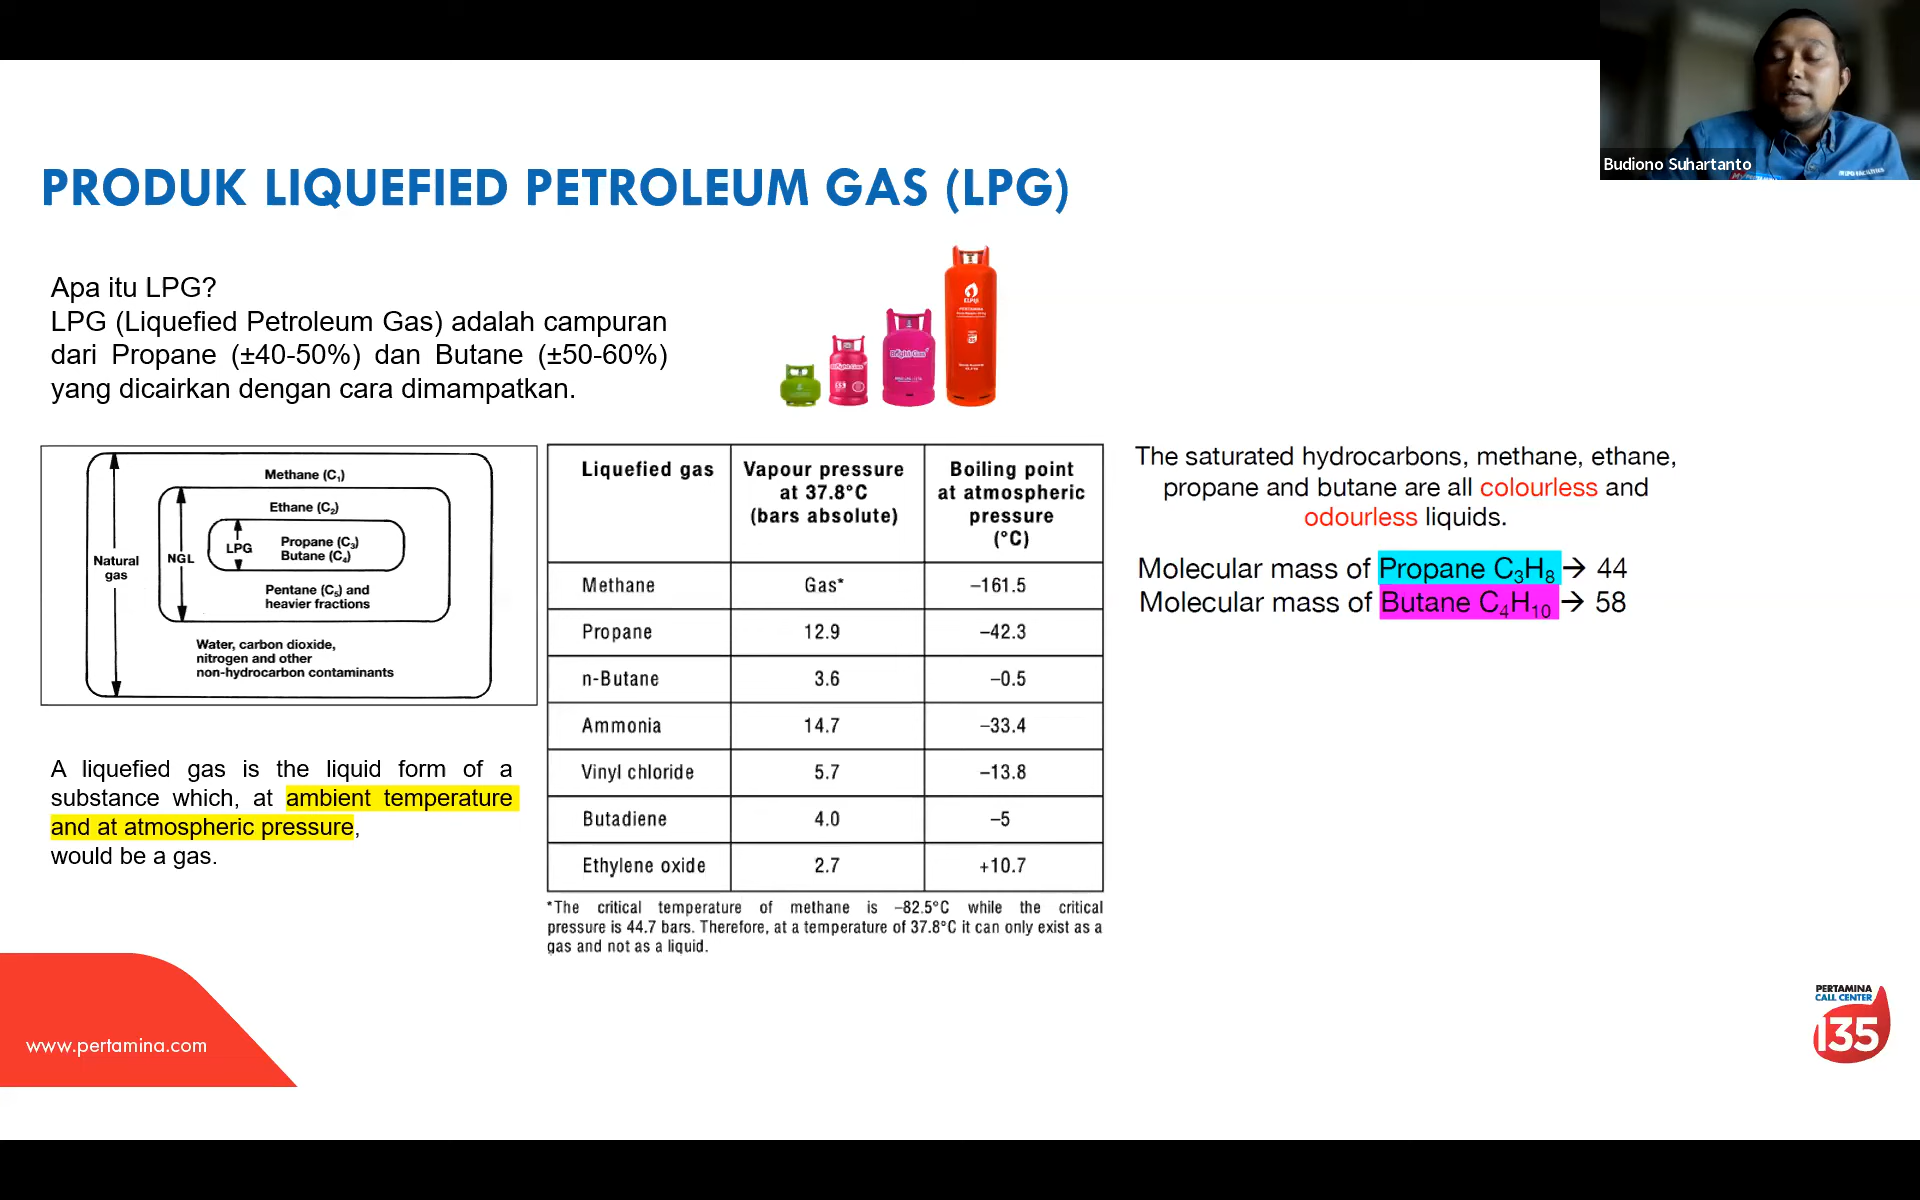 Budiono Suhartanto
PRODUK LIQUEFIED PETROLEUM GAS (LPG)
Apa itu LPG?
LPG (Liquefied Petroleum Gas) adalah campuran
dari Propane (±40-50%) dan Butane (±50-60%)
yang dicairkan dengan cara dimampatkan.
Bright Gas
Bright Gas
ELPIJI
PERTAMINA
Methane (C₁)
Ethane (C₂)
Propane (C₃)
Butane (C₄)
LPG
NGL
Natural
gas
Pentane (C₅) and
heavier fractions
Water, carbon dioxide,
nitrogen and other
non-hydrocarbon contaminants
A liquefied gas is the liquid form of a
substance which, at ambient temperature
and at atmospheric pressure,
would be a gas.
Liquefied gas Vapour pressure at 37.8°C (bars absolute) Boiling point at atmospheric pressure (°C)
Methane Gas* –161.5
Propane 12.9 –42.3
n-Butane 3.6 –0.5
Ammonia 14.7 –33.4
Vinyl chloride 5.7 –13.8
Butadiene 4.0 –5
Ethylene oxide 2.7 +10.7
*The critical temperature of methane is –82.5°C while the critical
pressure is 44.7 bars. Therefore, at a temperature of 37.8°C it can only exist as a
gas and not as a liquid.
The saturated hydrocarbons, methane, ethane,
propane and butane are all colourless and
odourless liquids.
Molecular mass of Propane C₃H₈→ 44
Molecular mass of Butane C₄H₁₀→ 58
www.pertamina.com
PERTAMINA
CALL CENTER
135